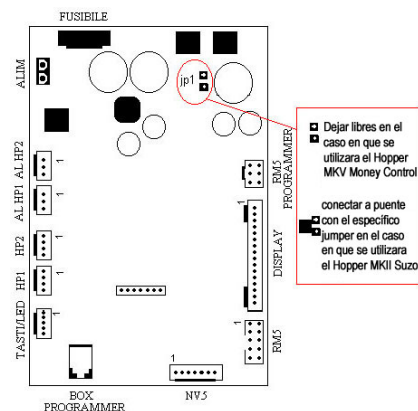 FUSIBILE
ALIM
jp1
AL HP2
1
AL HP1
1
HP2
1
HP1
1
TASTI/LED
1
RM5
PROGRAMMER
1
DISPLAY
1
RM5
1
BOX
PROGRAMMER
NV.5
Dejar libres en el
caso en que se
utilizara el Hopper
MKV Money Control
conectar a puente
con el específico
jumper en el caso
en que se utilizara
el Hopper MKII Suzo